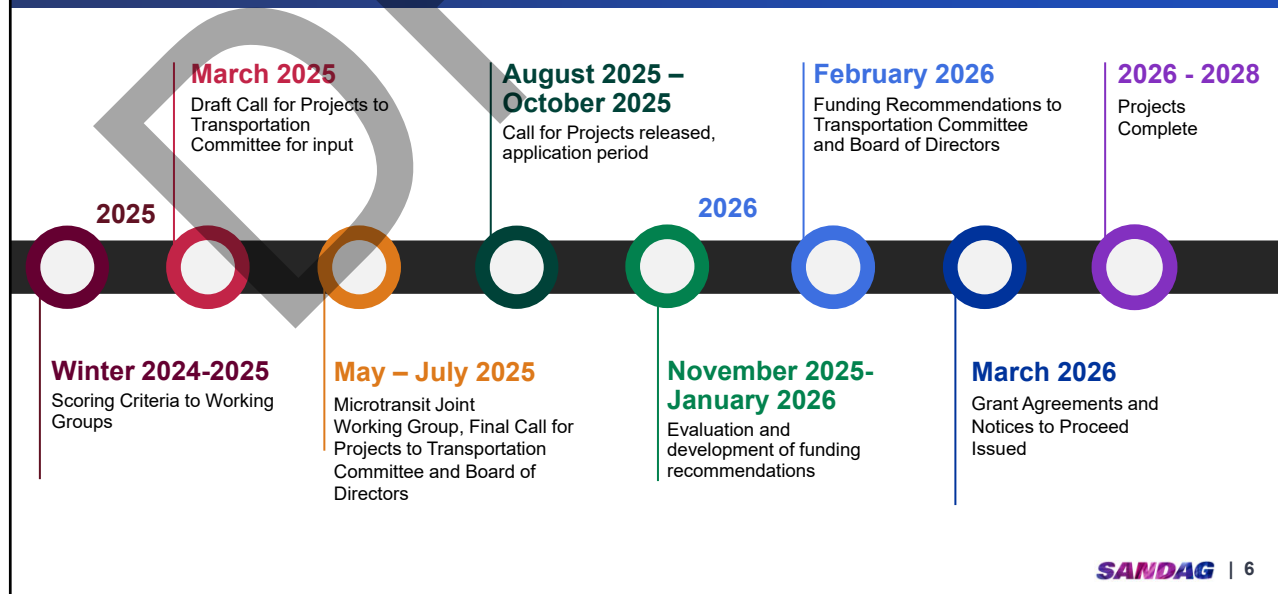 March 2025
Draft Call for Projects to
Transportation
Committee for input
August 2025 –
October 2025
Call for Projects released,
application period
February 2026
Funding Recommendations to
Transportation Committee
and Board of Directors
2026 - 2028
Projects
Complete
2025
2026
Winter 2024-2025
Scoring Criteria to Working
Groups
May – July 2025
Microtransit Joint
Working Group, Final Call for
Projects to Transportation
Committee and Board of
Directors
November 2025-
January 2026
Evaluation and
development of funding
recommendations
March 2026
Grant Agreements and
Notices to Proceed
Issued
SANDAG | 6